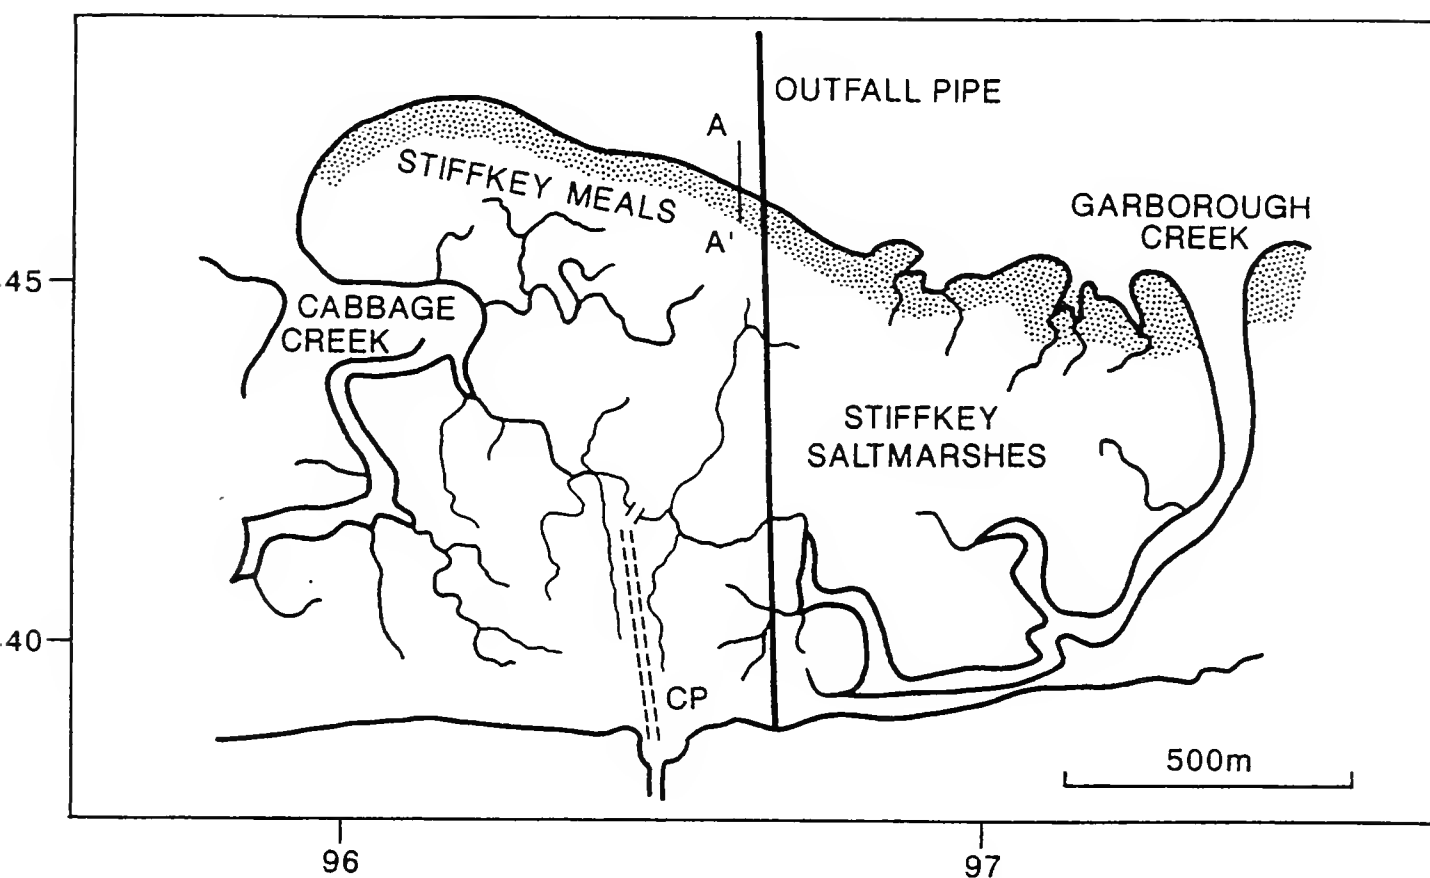 OUTFALL PIPE
A
STIFFKEY MEALS
A'
GARBOROUGH
CREEK
45
CABBAGE
CREEK
STIFFKEY
SALTMARSHES
40
CP
500m
96
97